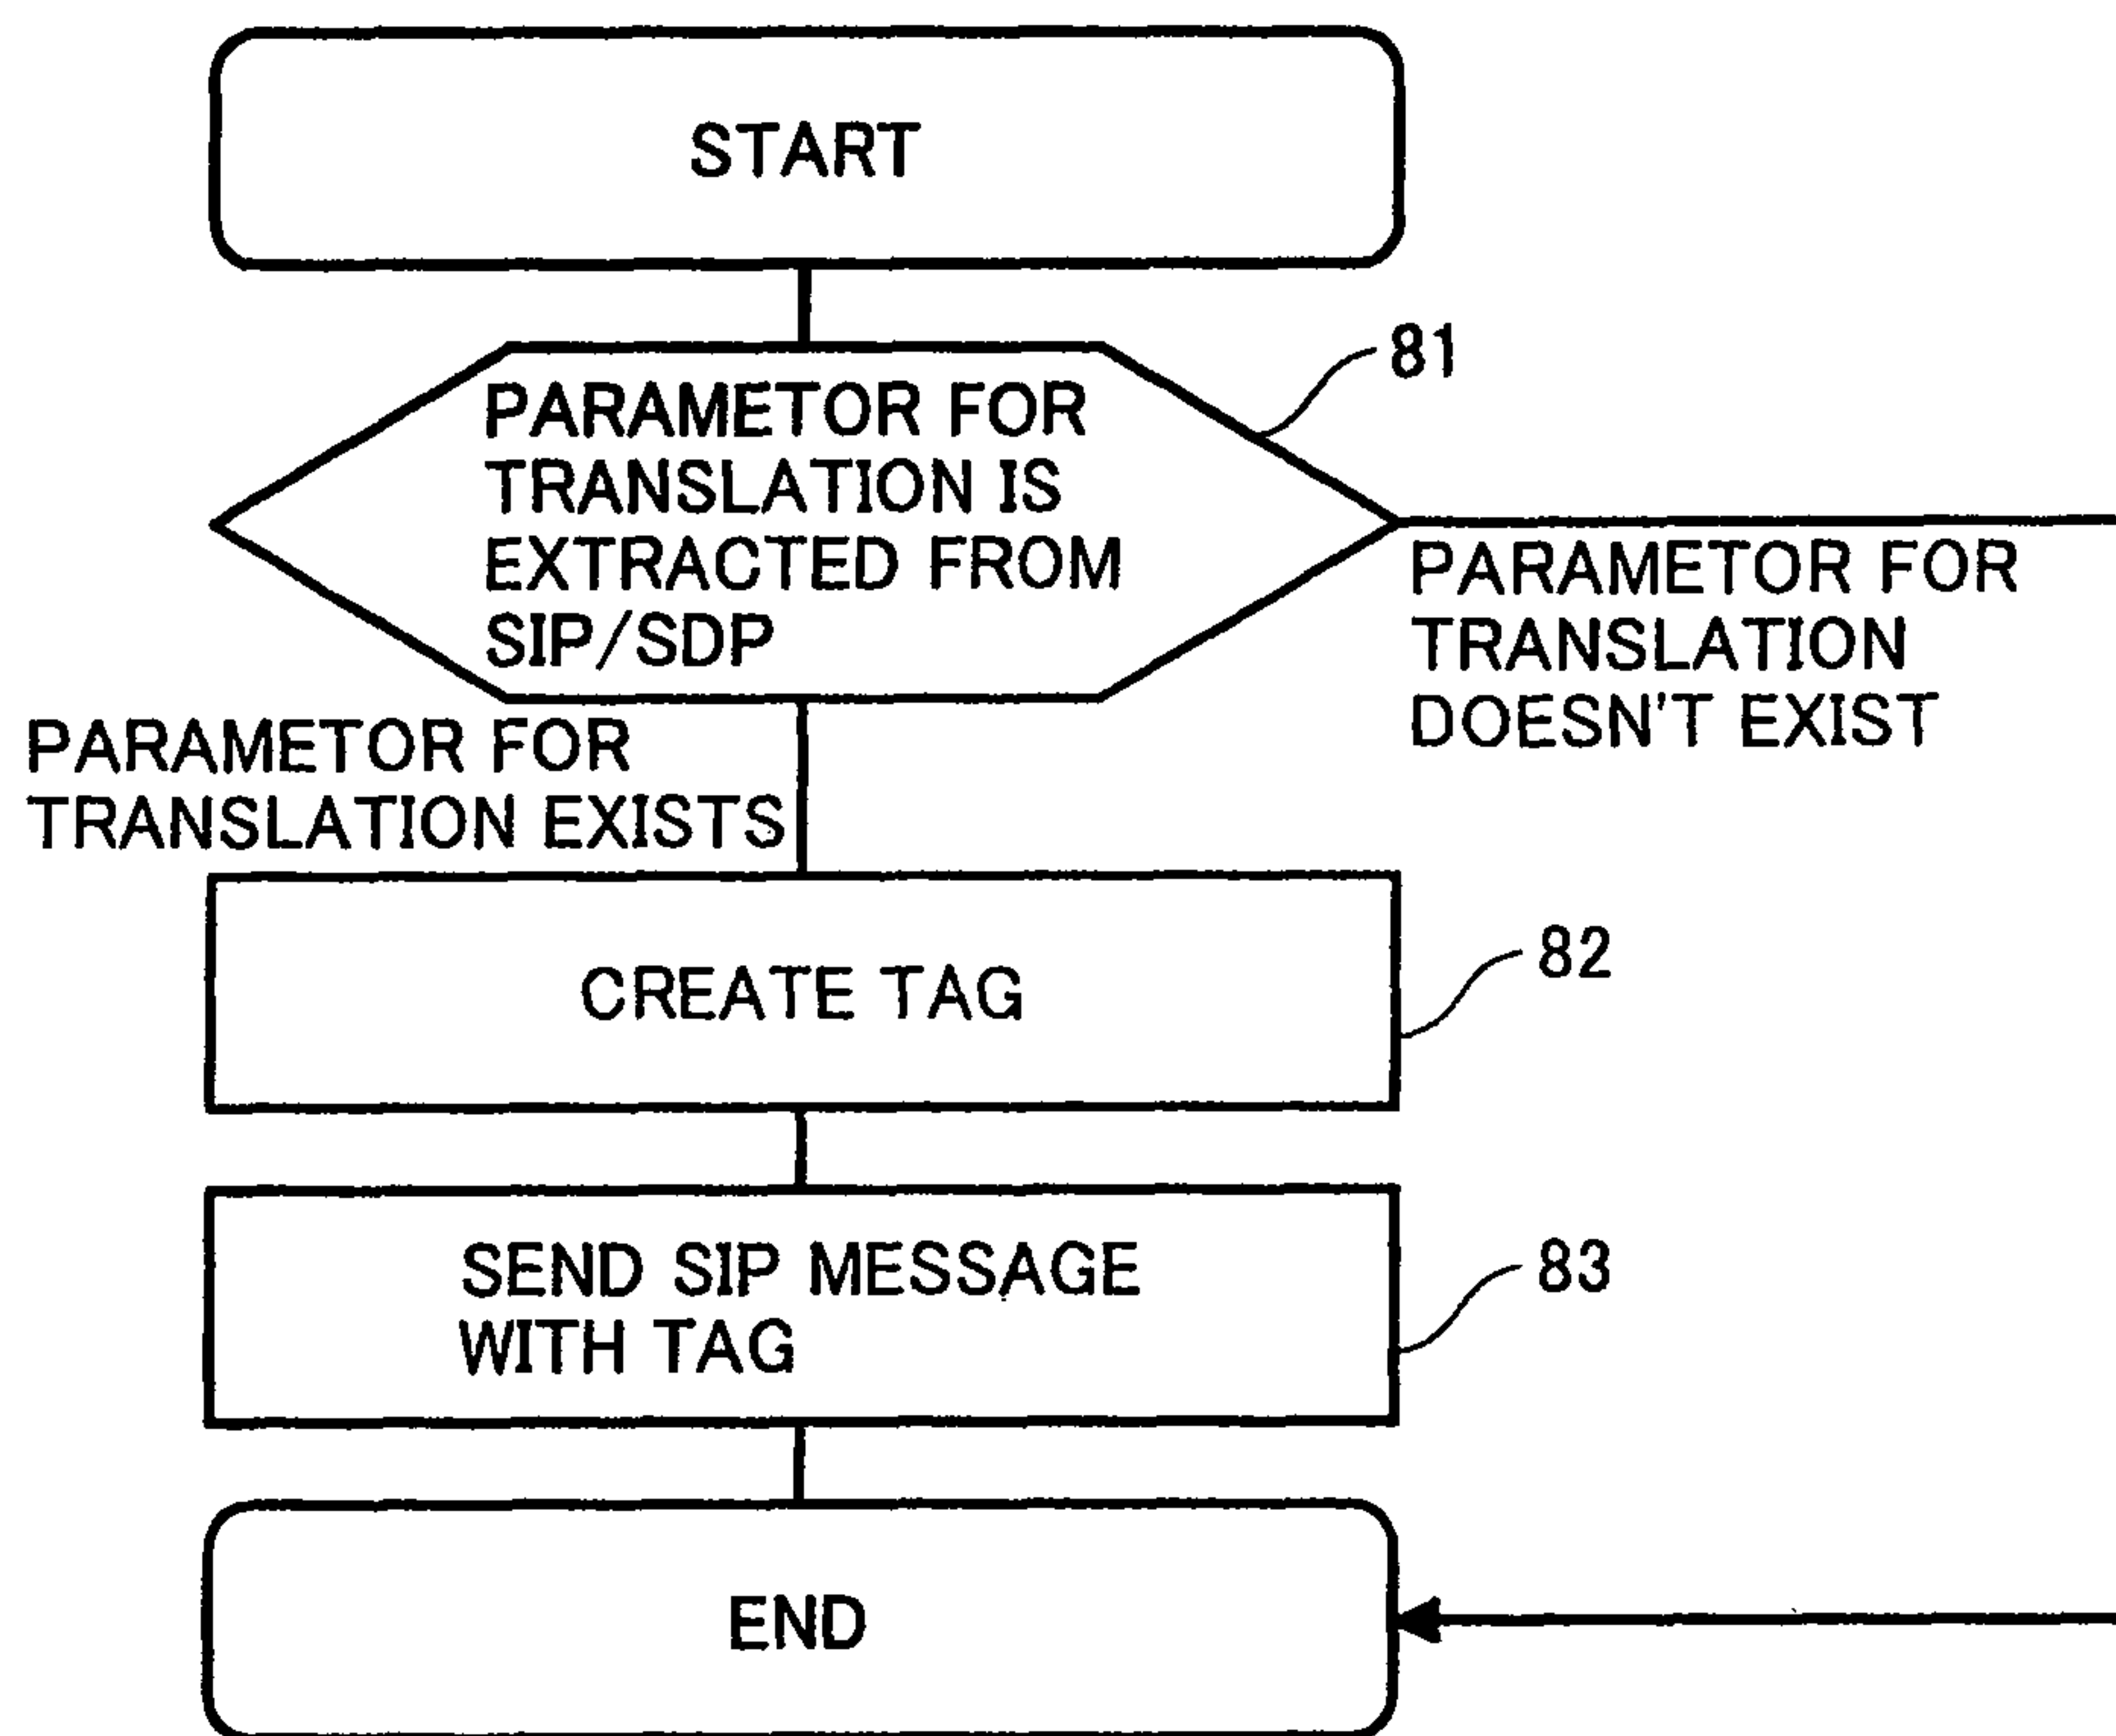 START
81
PARAMETOR FOR
TRANSLATION IS
EXTRACTED FROM
SIP/SDP
PARAMETOR FOR
TRANSLATION
DOESN'T EXIST
PARAMETOR FOR
TRANSLATION EXISTS
82
CREATE TAG
83
SEND SIP MESSAGE
WITH TAG
END